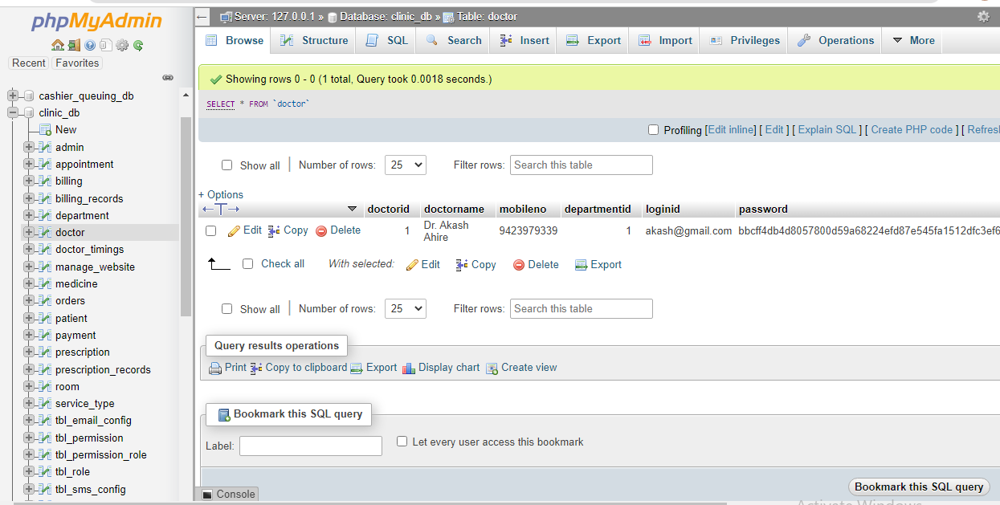 phpMyAdmin
Recent Favorites
cashier_queuing_db
clinic_db
New
admin
appointment
billing
billing_records
department
doctor
doctor_timings
manage_website
medicine
orders
patient
payment
prescription
prescription_records
room
service_type
tbl_email_config
tbl_permission
tbl_permission_role
tbl_role
tbl_sms_config
Server: 127.0.0.1 » Database: clinic_db » Table: doctor
Browse Structure SQL Search Insert Export Import Privileges Operations More
Showing rows 0 - 0 (1 total, Query took 0.0018 seconds.)
SELECT * FROM `doctor`
Profiling [Edit inline] [ Edit ] [ Explain SQL ] [ Create PHP code ] [ Refresh
Show all Number of rows: 25 Filter rows: Search this table
+ Options
←T→ doctorid doctorname mobileno departmentid loginid password
Edit Copy Delete 1 Dr. Akash Ahire 9423979339 1 akash@gmail.com bbcff4db4d8057800d59a68224efd87e545fa1512dfc3ef6
Check all With selected: Edit Copy Delete Export
Show all Number of rows: 25 Filter rows: Search this table
Query results operations
Print Copy to clipboard Export Display chart Create view
Bookmark this SQL query
Label: Let every user access this bookmark
Bookmark this SQL query
Console
Activate Windows